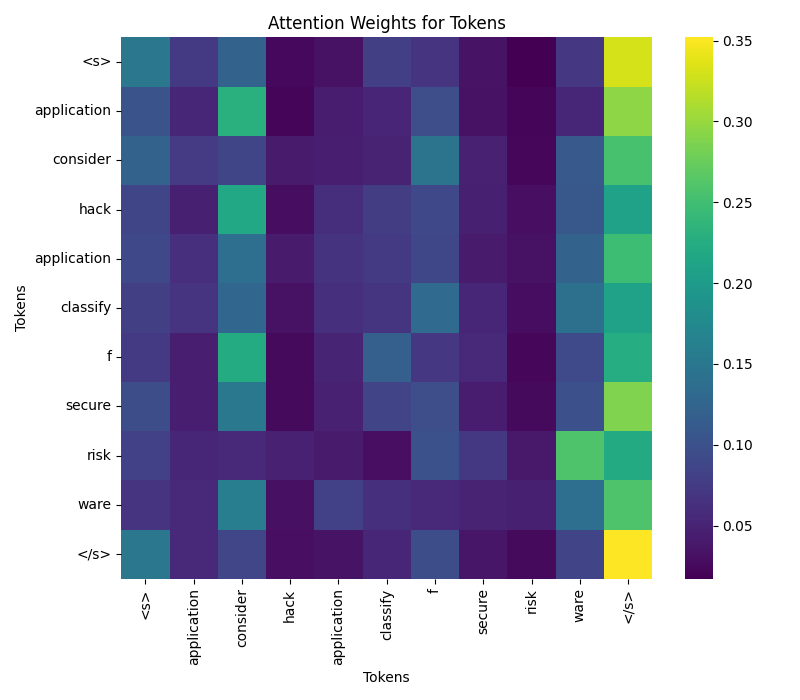 Attention Weights for Tokens
Tokens
<s>
application
consider
hack
application
classify
f
secure
risk
ware
</s>
<s>
application
consider
hack
application
classify
f
secure
risk
ware
</s>
Tokens
0.35
0.30
0.25
0.20
0.15
0.10
0.05